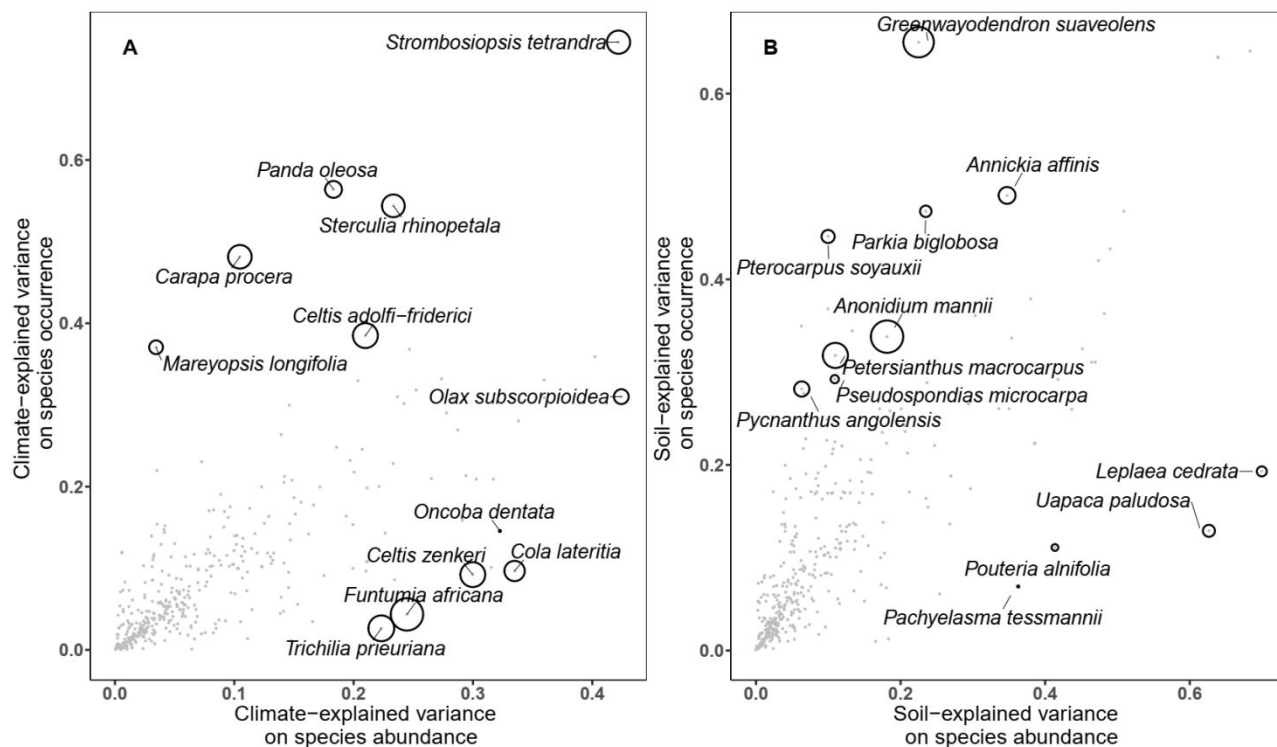 A
Strombosiopsis tetrandra
Panda oleosa
Sterculia rhinopetala
Carapa procera
Celtis adolfi−friderici
Mareyopsis longifolia
Olax subscorpioidea
Oncoba dentata
Celtis zenkeri
Cola lateritia
Funtumia africana
Trichilia prieuriana
0.6
0.4
0.2
0.0
0.0
0.1
0.2
0.3
0.4
Climate−explained variance
on species occurrence
Climate−explained variance
on species abundance
B
Greenwayodendron suaveolens
Annickia affinis
Parkia biglobosa
Pterocarpus soyauxii
Anonidium mannii
Petersianthus macrocarpus
Pseudospondias microcarpa
Pycnanthus angolensis
Leplaea cedrata
Uapaca paludosa
Pouteria alnifolia
Pachyelasma tessmannii
0.6
0.4
0.2
0.0
0.0
0.2
0.4
0.6
Soil−explained variance
on species occurrence
Soil−explained variance
on species abundance